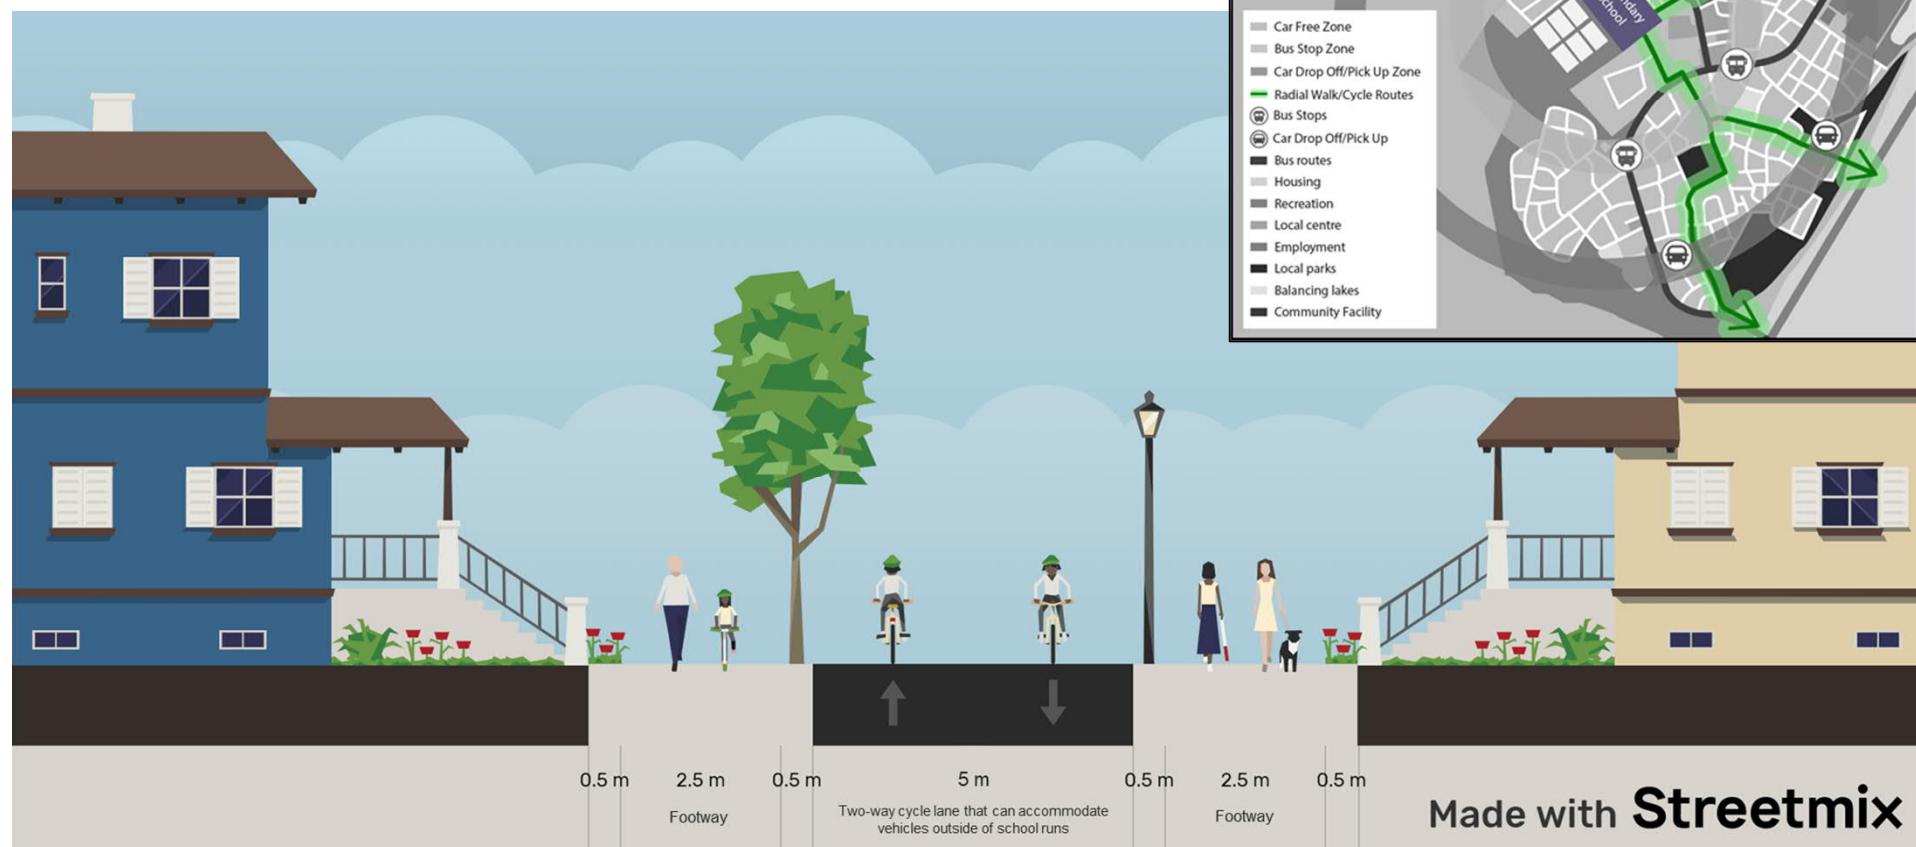 ndary
chool
Car Free Zone
Bus Stop Zone
Car Drop Off/Pick Up Zone
Radial Walk/Cycle Routes
Bus Stops
Car Drop Off/Pick Up
Bus routes
Housing
Recreation
Local centre
Employment
Local parks
Balancing lakes
Community Facility
0.5 m
2.5 m
0.5 m
5 m
0.5 m
2.5 m
0.5 m
Footway
Two-way cycle lane that can accommodate
vehicles outside of school runs
Footway
Made with Streetmix